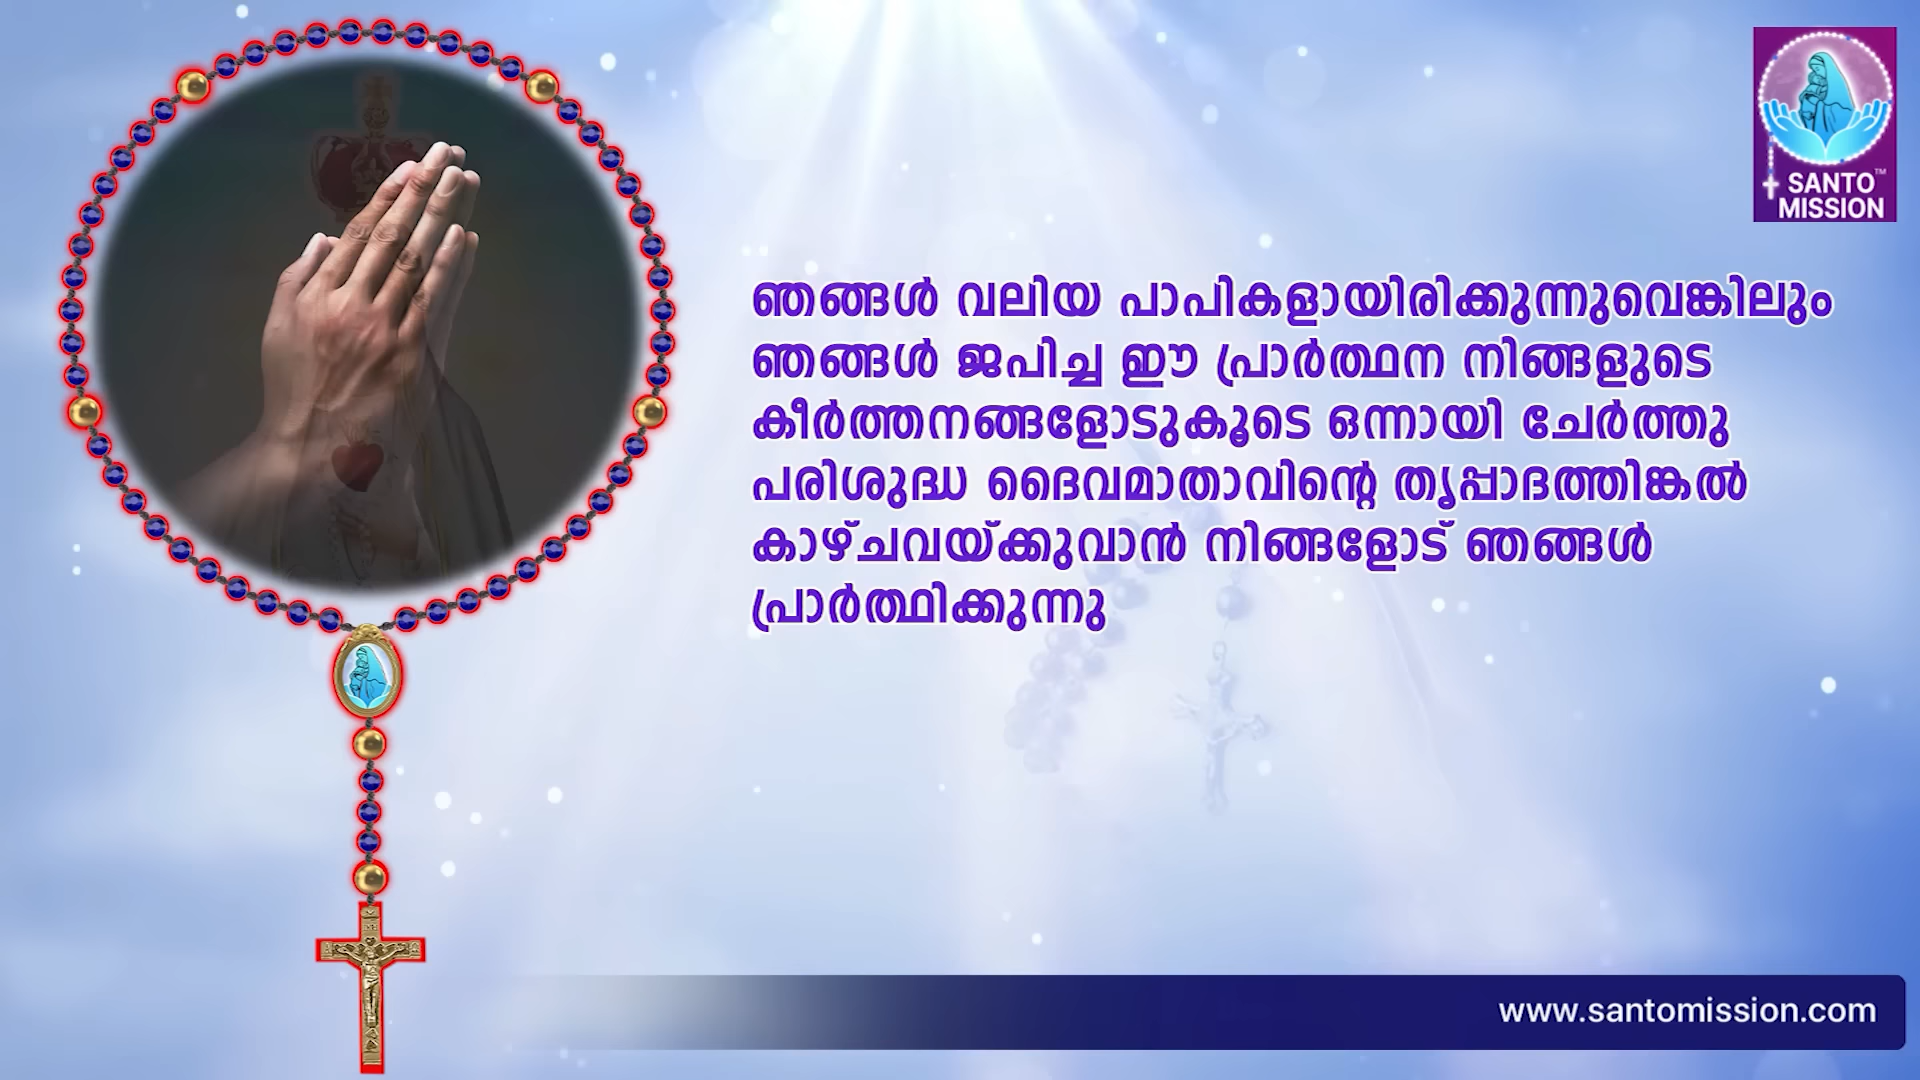 SANTO™
MISSION
ഞങ്ങൾ വലിയ പാപികളായിരിക്കുന്നുവെങ്കിലും
ഞങ്ങൾ ജപിച്ച ഈ പ്രാർത്ഥന നിങ്ങളുടെ
കീർത്തനങ്ങളോടുകൂടെ ഒന്നായി ചേർത്തു
പരിശുദ്ധ ദൈവമാതാവിന്റെ തൃപ്പാദത്തിങ്കൽ
കാഴ്ചവയ്ക്കുവാൻ നിങ്ങളോട് ഞങ്ങൾ
പ്രാർത്ഥിക്കുന്നു
www.santomission.com